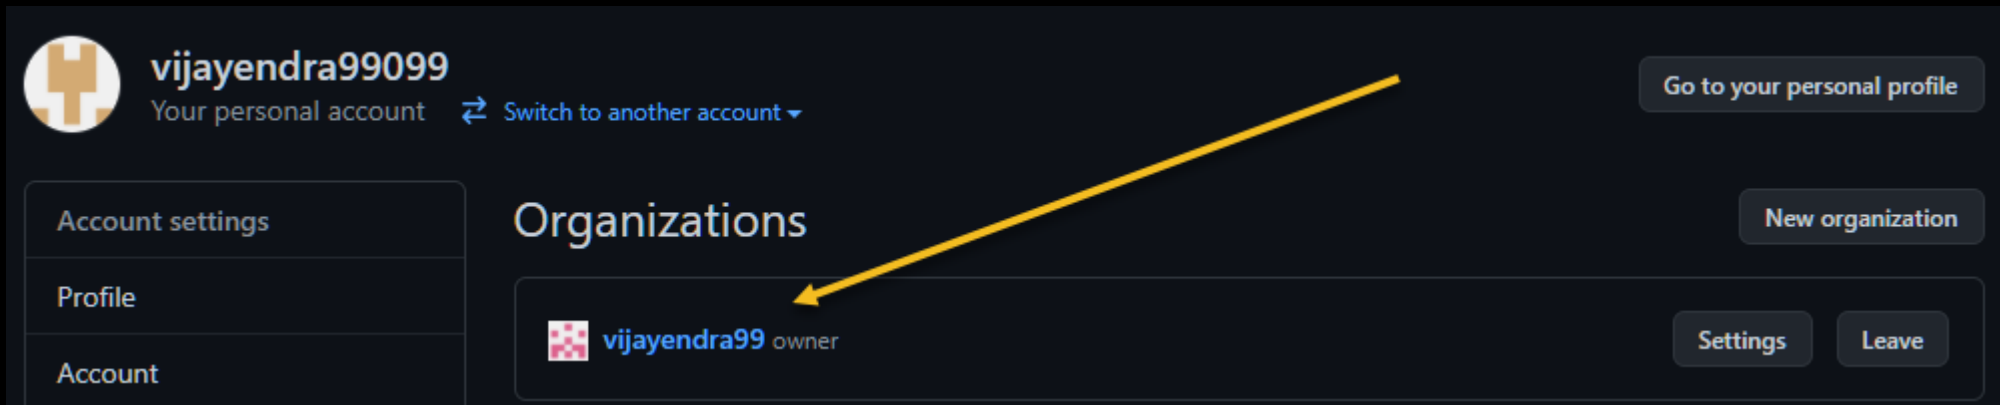 vijayendra99099
Your personal account Switch to another account
Go to your personal profile
Account settings
Profile
Account
Organizations
New organization
vijayendra99 owner
Settings
Leave